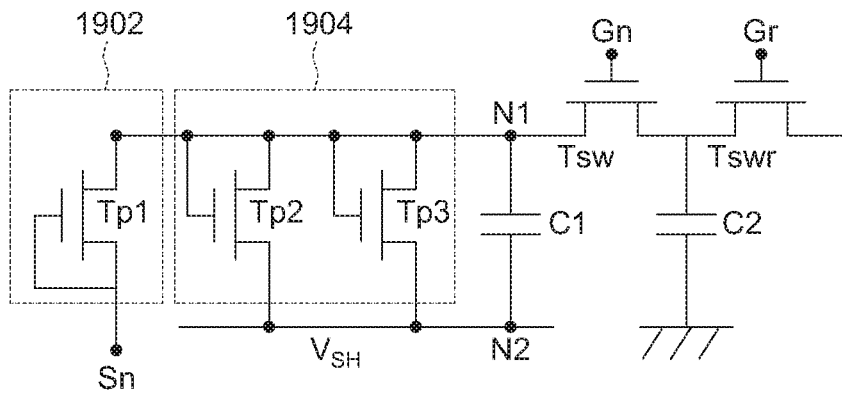 1902
1904
Gn
Gr
N1
Tsw
Tswr
Tp1
Tp2
Tp3
C1
C2
V_SH
N2
Sn